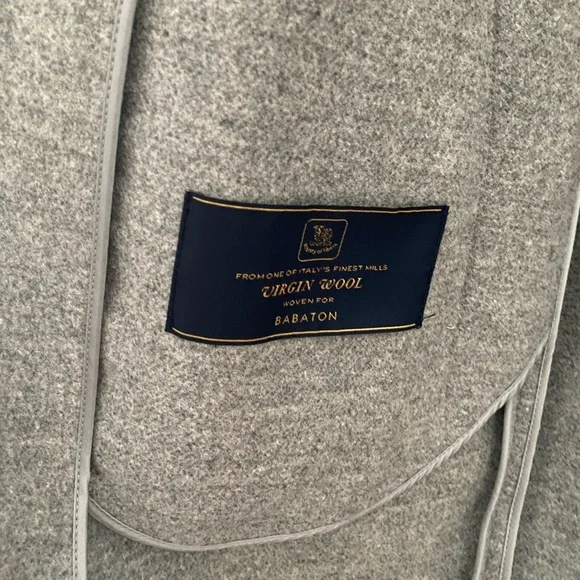 FROM ONE OF ITALY'S FINEST MILLS
VIRGIN WOOL
WOVEN FOR
BABATON